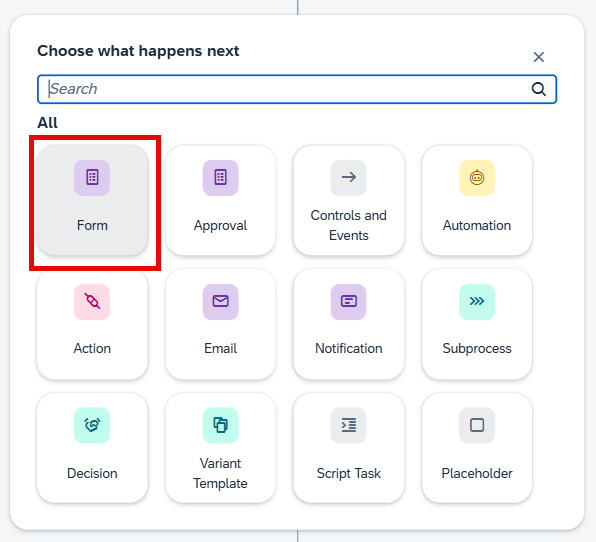 Choose what happens next
Search
All
Form
Approval
Controls and
Events
Automation
Action
Email
Notification
Subprocess
Decision
Variant
Template
Script Task
Placeholder